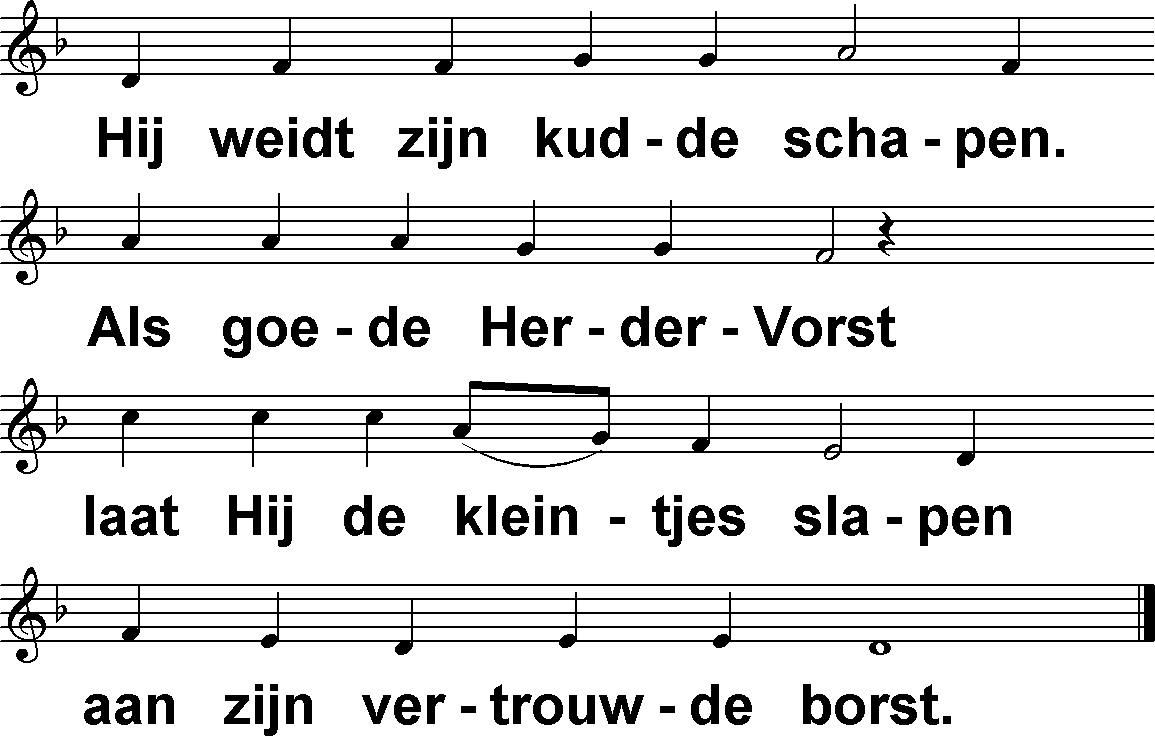 Hij weidt zijn kud - de scha - pen.
Als goe - de Her - der - Vorst
laat Hij de klein - tjes sla - pen
aan zijn ver - trouw - de borst.